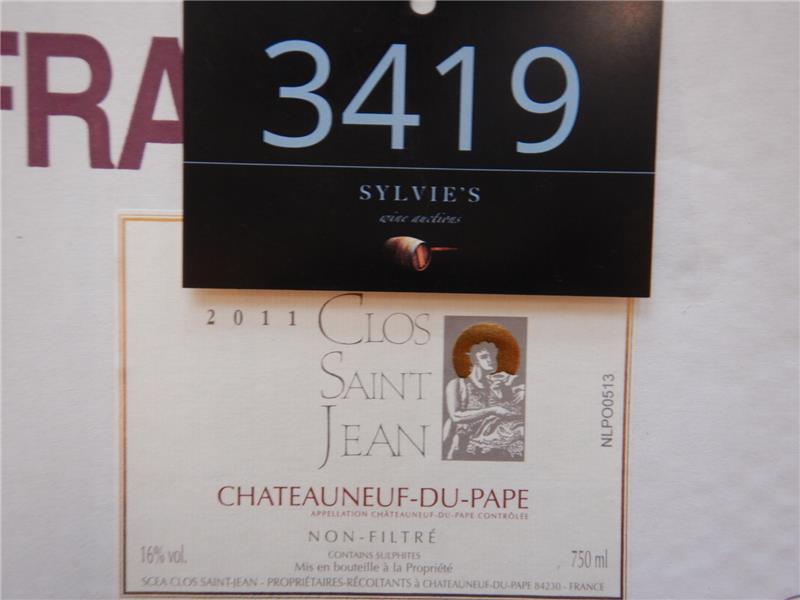 FRA
3419
SYLVIE'S
wine auctions
2011 CLOS
SAINT
JEAN
NLPO0513
CHATEAUNEUF-DU-PAPE
APPELLATION CHÂTEAUNEUF-DU-PAPE CONTRÔLÉE
NON-FILTRÉ
CONTAINS SULPHITES
16% vol. Mis en bouteille à la Propriété 750 ml
SCEA CLOS SAINT-JEAN - PROPRIÉTAIRES-RÉCOLTANTS à CHATEAUNEUF-DU-PAPE 84230 - FRANCE